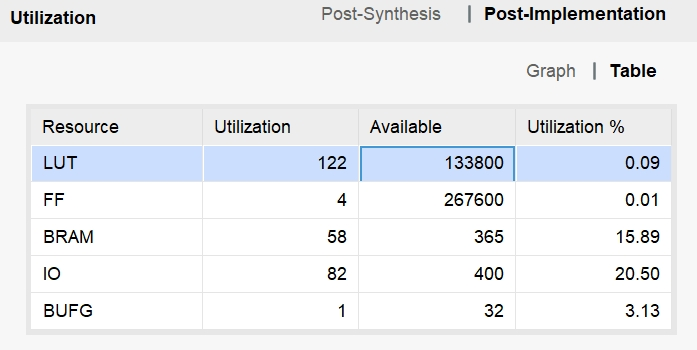 Utilization Post-Synthesis | Post-Implementation
Graph | Table
Resource Utilization Available Utilization %
LUT 122 133800 0.09
FF 4 267600 0.01
BRAM 58 365 15.89
IO 82 400 20.50
BUFG 1 32 3.13